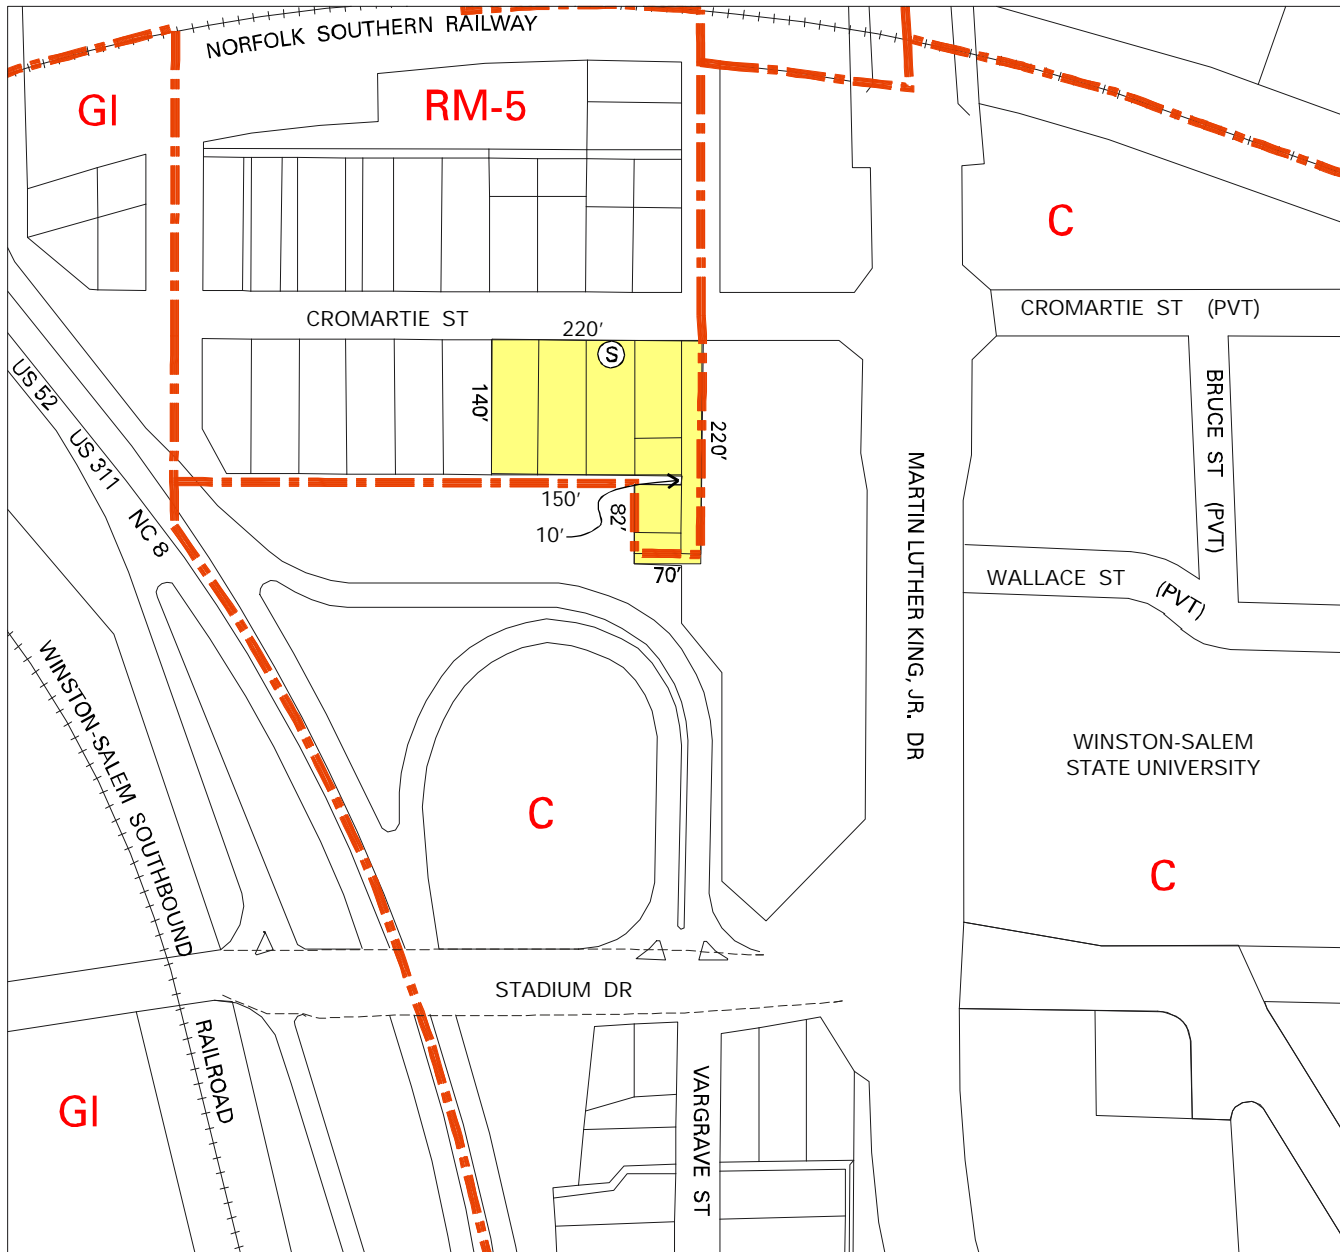 NORFOLK SOUTHERN RAILWAY
GI
RM-5
C
CROMARTIE ST
CROMARTIE ST (PVT)
220'
S
140'
220'
US 52
US 311
NC 8
BRUCE ST (PVT)
150'
10'
82'
70'
MARTIN LUTHER KING, JR. DR
WALLACE ST (PVT)
WINSTON-SALEM SOUTHBOUND
RAILROAD
WINSTON-SALEM
STATE UNIVERSITY
C
C
STADIUM DR
GI
VARGRAVE ST